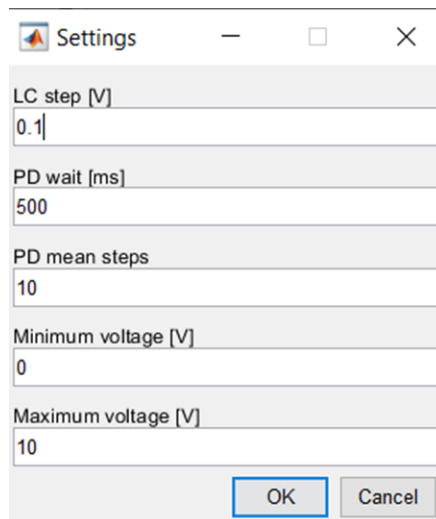 Settings
LC step [V]
0.1
PD wait [ms]
500
PD mean steps
10
Minimum voltage [V]
0
Maximum voltage [V]
10
OK Cancel